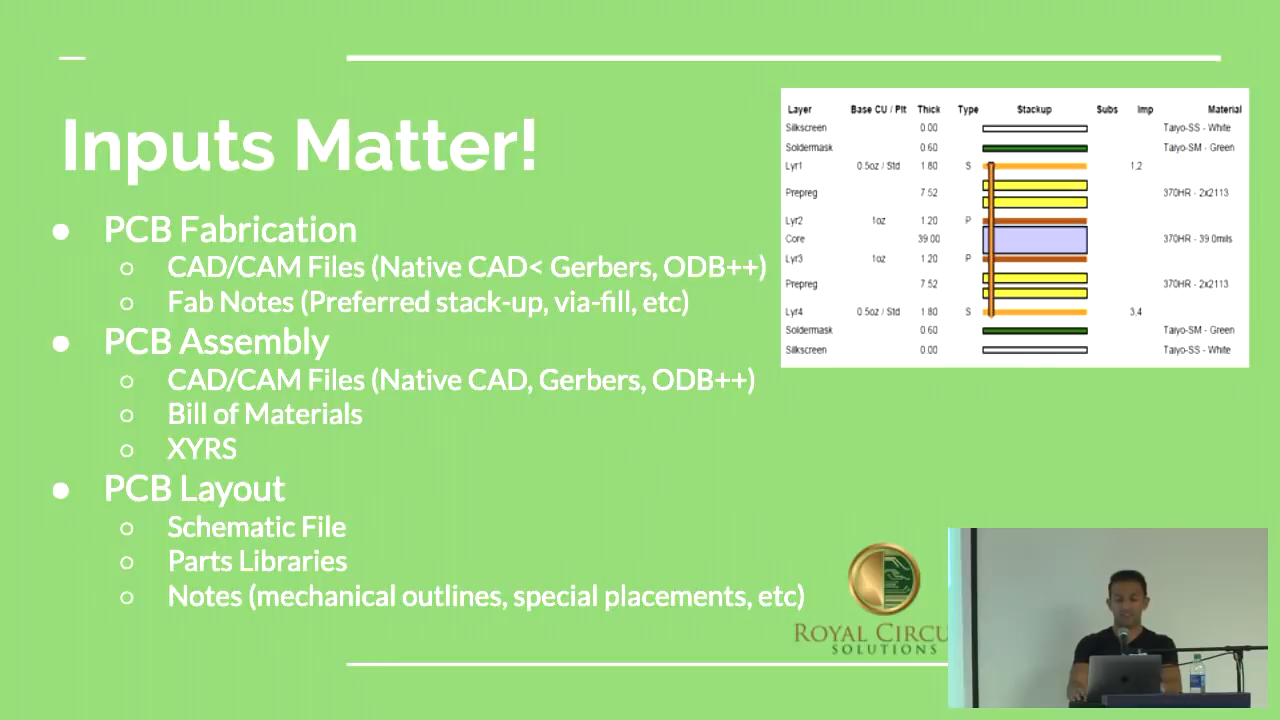 Inputs Matter!
● PCB Fabrication
○ CAD/CAM Files (Native CAD< Gerbers, ODB++)
○ Fab Notes (Preferred stack-up, via-fill, etc)
● PCB Assembly
○ CAD/CAM Files (Native CAD, Gerbers, ODB++)
○ Bill of Materials
○ XYRS
● PCB Layout
○ Schematic File
○ Parts Libraries
○ Notes (mechanical outlines, special placements, etc)
Layer Base CU / Plt Thick Type Stackup Subs Imp Material
Silkscreen 0.00 Taiyo-SS - White
Soldermask 0.60 Taiyo-SM - Green
Lyr1 0.5oz / Std 1.80 S 1,2
Prepreg 7.52 370HR - 2x2113
Lyr2 1oz 1.20 P
Core 39.00 370HR - 39.0mils
Lyr3 1oz 1.20 P
Prepreg 7.52 370HR - 2x2113
Lyr4 0.5oz / Std 1.80 S 3,4
Soldermask 0.60 Taiyo-SM - Green
Silkscreen 0.00 Taiyo-SS - White
ROYAL CIRCU
SOLUTIONS